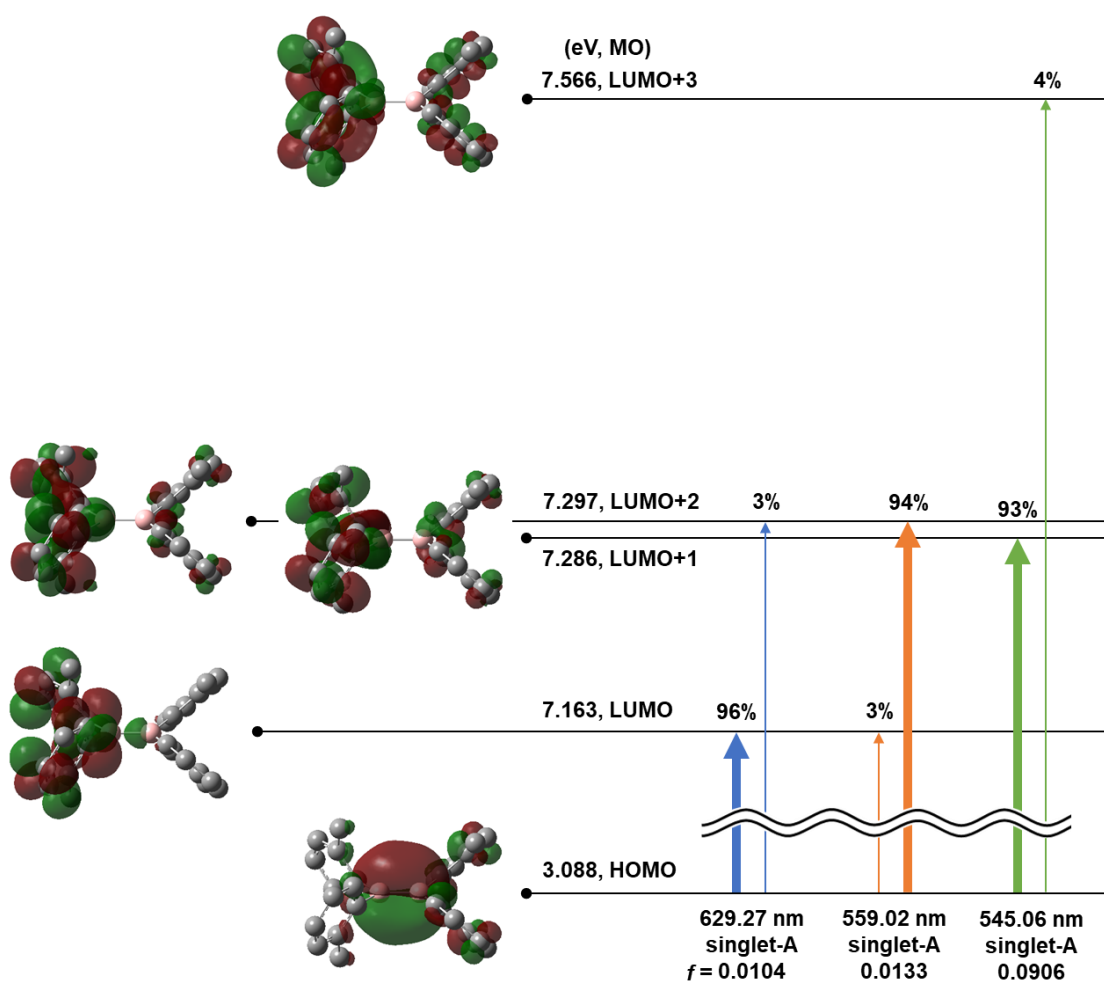 (eV, MO)
7.566, LUMO+3
4%
7.297, LUMO+2
3%
94%
93%
7.286, LUMO+1
7.163, LUMO
96%
3%
3.088, HOMO
629.27 nm
singlet-A
f = 0.0104
559.02 nm
singlet-A
0.0133
545.06 nm
singlet-A
0.0906